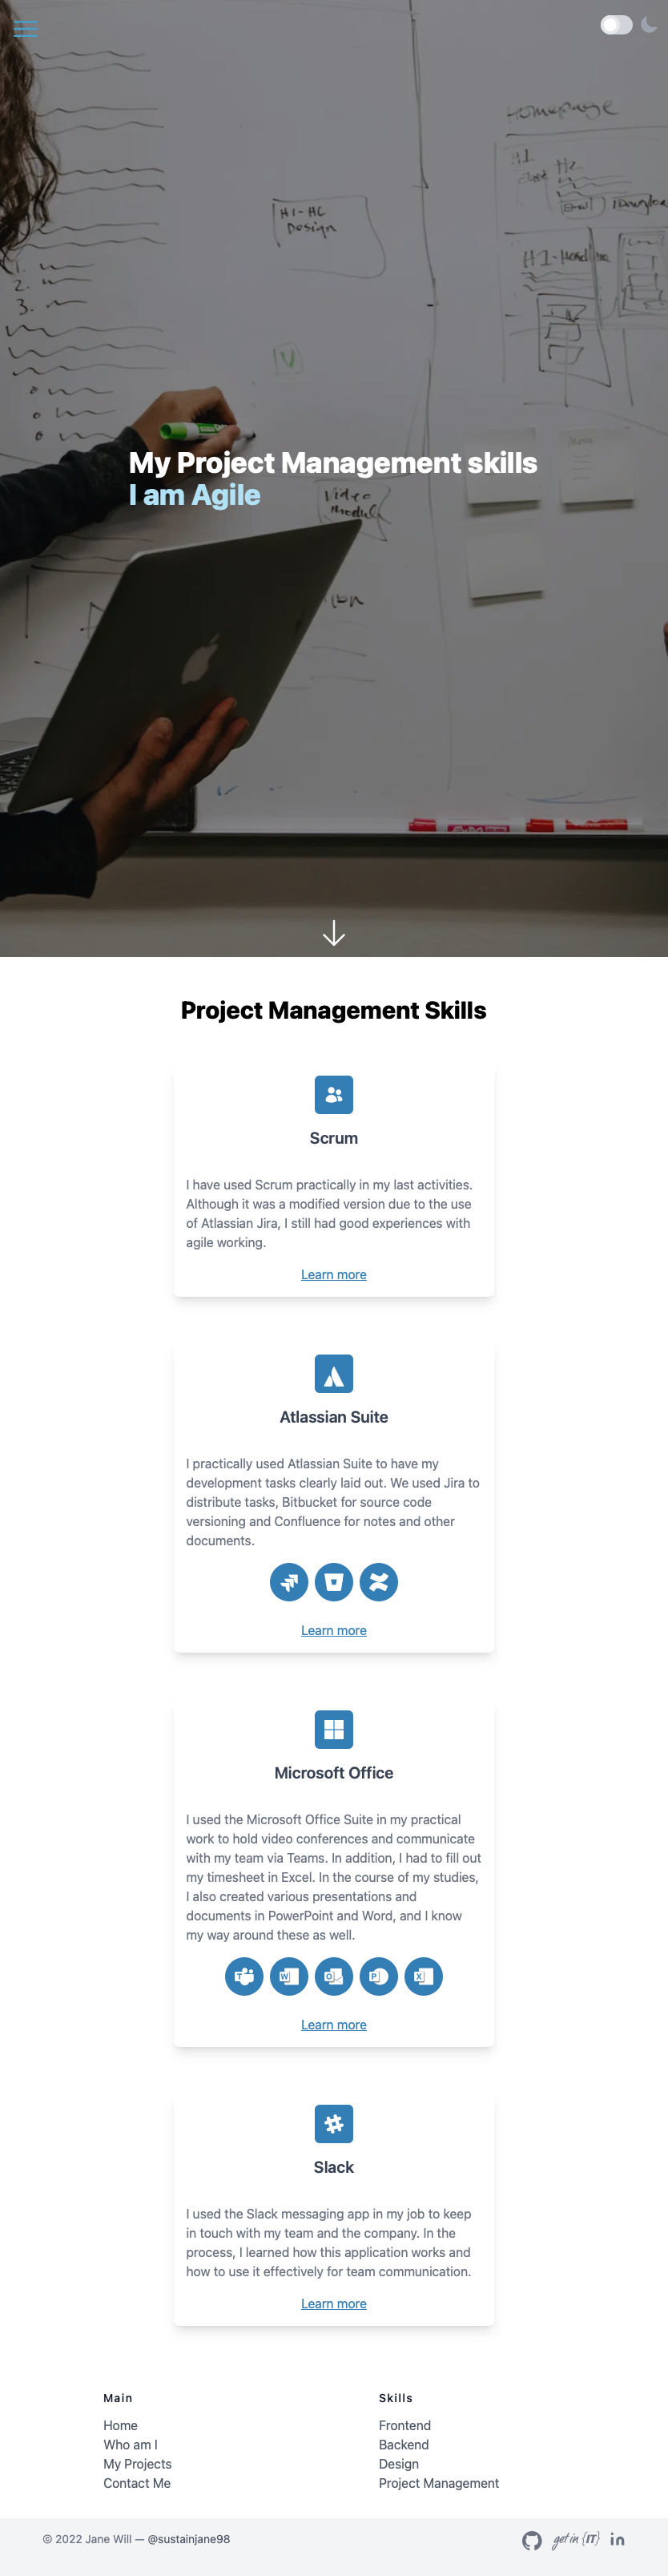 Homepage
H1-HC
Design
H1-Headline
Video
module
My Project Management skills
I am Agile
Project Management Skills
Scrum
I have used Scrum practically in my last activities.
Although it was a modified version due to the use
of Atlassian Jira, I still had good experiences with
agile working.
Learn more
Atlassian Suite
I practically used Atlassian Suite to have my
development tasks clearly laid out. We used Jira to
distribute tasks, Bitbucket for source code
versioning and Confluence for notes and other
documents.
Learn more
Microsoft Office
I used the Microsoft Office Suite in my practical
work to hold video conferences and communicate
with my team via Teams. In addition, I had to fill out
my timesheet in Excel. In the course of my studies,
I also created various presentations and
documents in PowerPoint and Word, and I know
my way around these as well.
T W O P X
Learn more
Slack
I used the Slack messaging app in my job to keep
in touch with my team and the company. In the
process, I learned how this application works and
how to use it effectively for team communication.
Learn more
Main Skills
Home Frontend
Who am I Backend
My Projects Design
Contact Me Project Management
© 2022 Jane Will — @sustainjane98 get in {IT} in